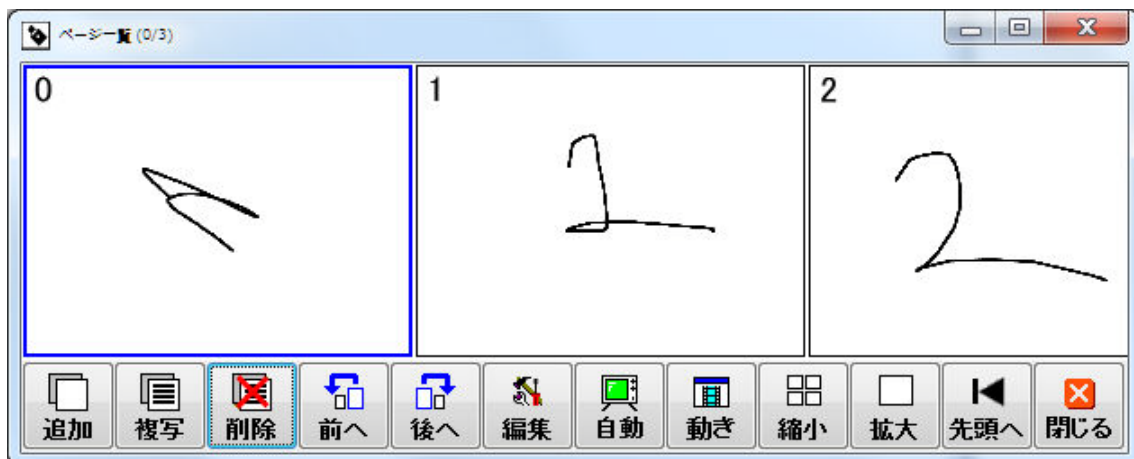 ページ一覧 (0/3)
0
1
2
追加
複写
削除
前へ
後へ
編集
自動
動き
縮小
拡大
先頭へ
閉じる